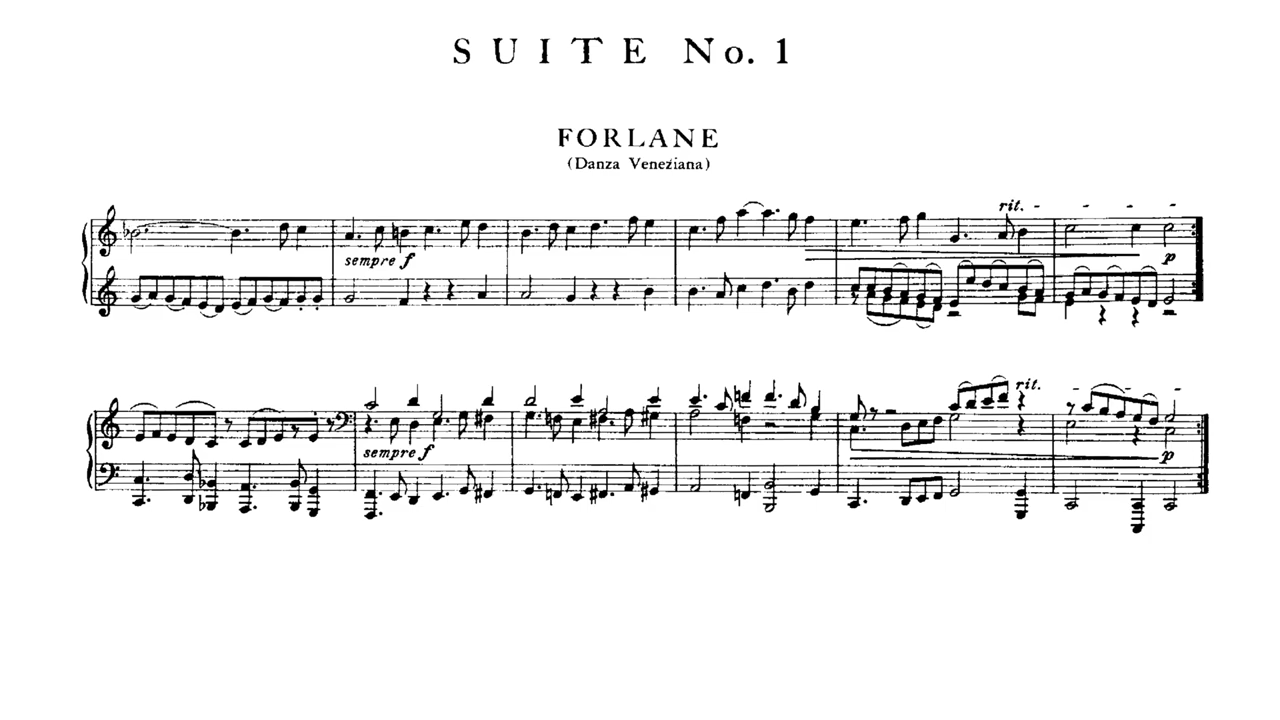 SUITE No. 1
FORLANE
(Danza Veneziana)
rit. - - - -
sempre f
p
rit. - - -
sempre f
p